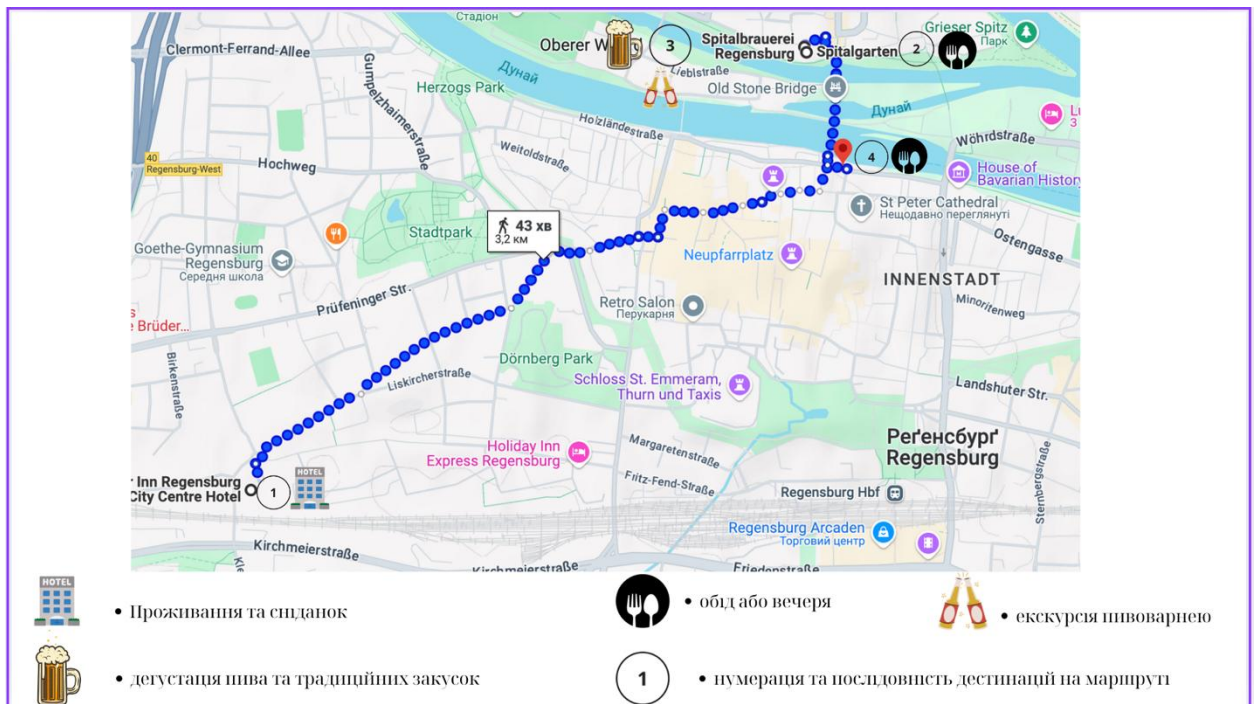 Стадіон
Clermont-Ferrand-Allee
Oberer W
3
Spitalbrauerei
Regensburg
Spitalgarten
2
Grieser Spitz
Парк
Gumpelzhaimerstraße
Дунай
Lieblstraße
Herzogs Park
Old Stone Bridge
Дунай
Holzländestraße
Wöhrdstraße
40
Regensburg-West
Hochweg
Weitoldstraße
4
House of
Bavarian History
St Peter Cathedral
Нещодавно переглянуті
43 хв
3,2 км
Stadtpark
Goethe-Gymnasium
Regensburg
Середня школа
Neupfarrplatz
Ostengasse
INNENSTADT
Prüfeninger Str.
Retro Salon
Перукарня
Minoritenweg
Brüder...
Birkenstraße
Dörnberg Park
Liskircherstraße
Schloss St. Emmeram,
Thurn und Taxis
Landshuter Str.
Реґенсбурґ
Regensburg
Holiday Inn
Express Regensburg
Margaretenstraße
Fritz-Fend-Straße
Sternbergstraße
Inn Regensburg
City Centre Hotel
1
HOTEL
Regensburg Hbf
Regensburg Arcaden
Торговий центр
Kirchmeierstraße
Kirchmeierstraße
Friedenstraße
HOTEL
• Проживання та сніданок
• обід або вечеря
• екскурсія пивоварнею
• дегустація пива та традиційних закусок
1
• нумерація та послідовність дестинацій на маршруті